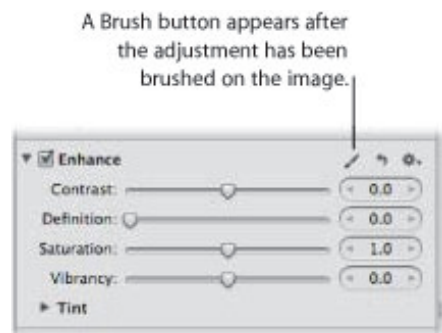 A Brush button appears after
the adjustment has been
brushed on the image.
Enhance
Contrast: 0.0
Definition: 0.0
Saturation: 1.0
Vibrancy: 0.0
Tint